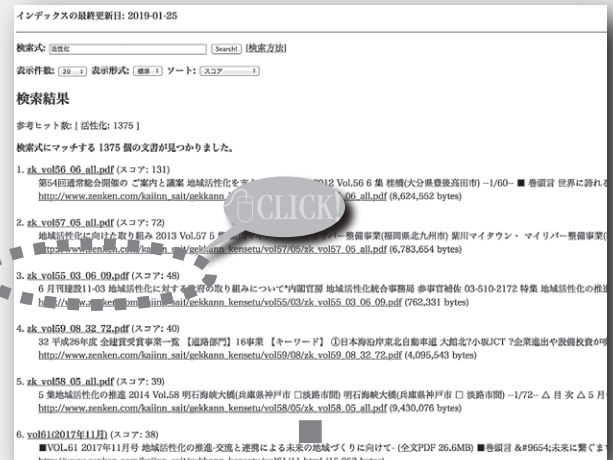 インデックスの最終更新日: 2019-01-25
検索式: 活性化 Search! [検索方法]
表示件数: 20 表示形式: 標準 ソート: スコア
検索結果
参考ヒット数: [ 活性化: 1375 ]
検索式にマッチする 1375 個の文書が見つかりました。
1. zk_vol56_06_all.pdf (スコア: 131)
第54回通常総会開催の ご案内と議案 地域活性化を支 2012 Vol.56 6 集 桂橋(大分県豊後高田市) --1/60-- ■ 巻頭言 世界に誇れる
http://www.zenken.com/kaiinn_sait/gekkann_kens 06_all.pdf (8,624,552 bytes)
CLICK!
2. zk_vol57_05_all.pdf (スコア: 72)
地域活性化に向けた取り組み 2013 Vol.57 5 集 バー整備事業(福岡県北九州市) 紫川マイタウン・ マイリバー整備事業(
www.zenken.com/kaiinn_sait/gekkann_kensetu/vol57/05/zk_vol57_05_all.pdf (6,783,654 bytes)
3. zk_vol55_03_06_09.pdf (スコア: 48)
6 月刊建設11-03 地域活性化に対する政府の取り組みについて*内閣官房 地域活性化統合事務局 参事官補佐 03-510-2172 特集 地域活性化の推進
www.zenken.com/kaiinn_sait/gekkann_kensetu/vol55/03/zk_vol55_03_06_09.pdf (762,331 bytes)
4. zk_vol59_08_32_72.pdf (スコア: 40)
32 平成26年度 全建賞受賞事業一覧 【道路部門】16事業 【キーワード】 ①日本海沿岸東北自動車道 大館北?小坂JCT ?企業進出や設備投資が
http://www.zenken.com/kaiinn_sait/gekkann_kensetu/vol59/08/zk_vol59_08_32_72.pdf (4,095,543 bytes)
5. zk_vol58_05_all.pdf (スコア: 39)
5 集地域活性化の推進 2014 Vol.58 明石海峡大橋(兵庫県神戸市 □淡路市間) 明石海峡大橋(兵庫県神戸市 □ 淡路市間) --1/72-- △ 目 次 △ 5 月
http://www.zenken.com/kaiinn_sait/gekkann_kensetu/vol58/05/zk_vol58_05_all.pdf (9,430,076 bytes)
6. vol61(2017年11月) (スコア: 38)
■VOL.61 2017年11月号 地域活性化の推進-交流と連携による未来の地域づくりに向けて- (全文PDF 26.6MB) ■巻頭言 &#9654;未来に繋ぐま